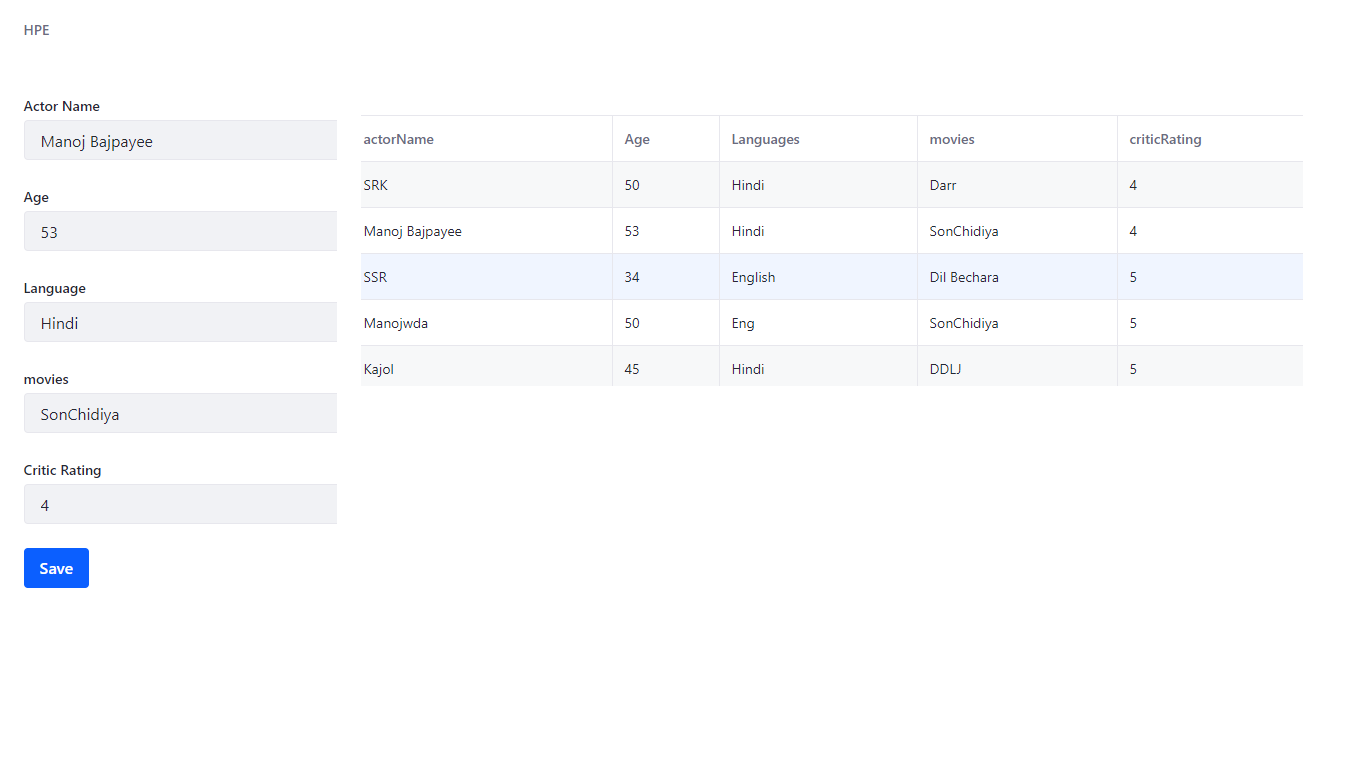 HPE
Actor Name
Manoj Bajpayee
Age
53
Language
Hindi
movies
SonChidiya
Critic Rating
4
Save
actorName Age Languages movies criticRating
SRK 50 Hindi Darr 4
Manoj Bajpayee 53 Hindi SonChidiya 4
SSR 34 English Dil Bechara 5
Manojwda 50 Eng SonChidiya 5
Kajol 45 Hindi DDLJ 5